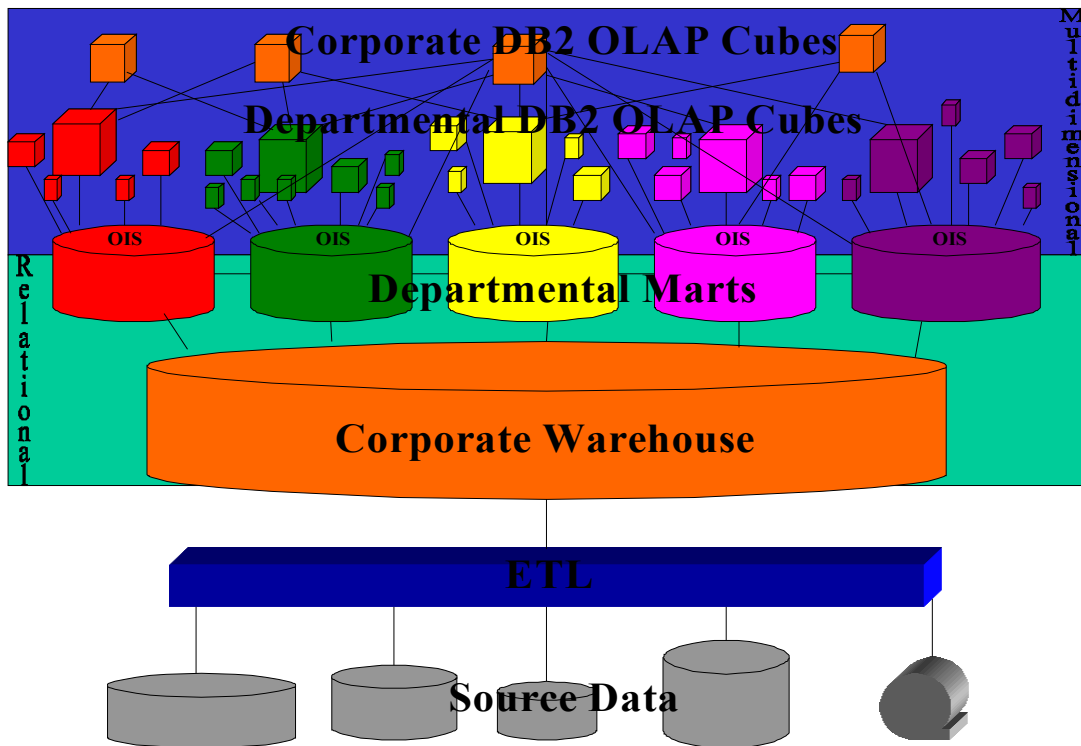 Corporate DB2 OLAP Cubes
Multidimensional
Departmental DB2 OLAP Cubes
OIS
OIS
OIS
OIS
OIS
Relational
Departmental Marts
Corporate Warehouse
ETL
Source Data